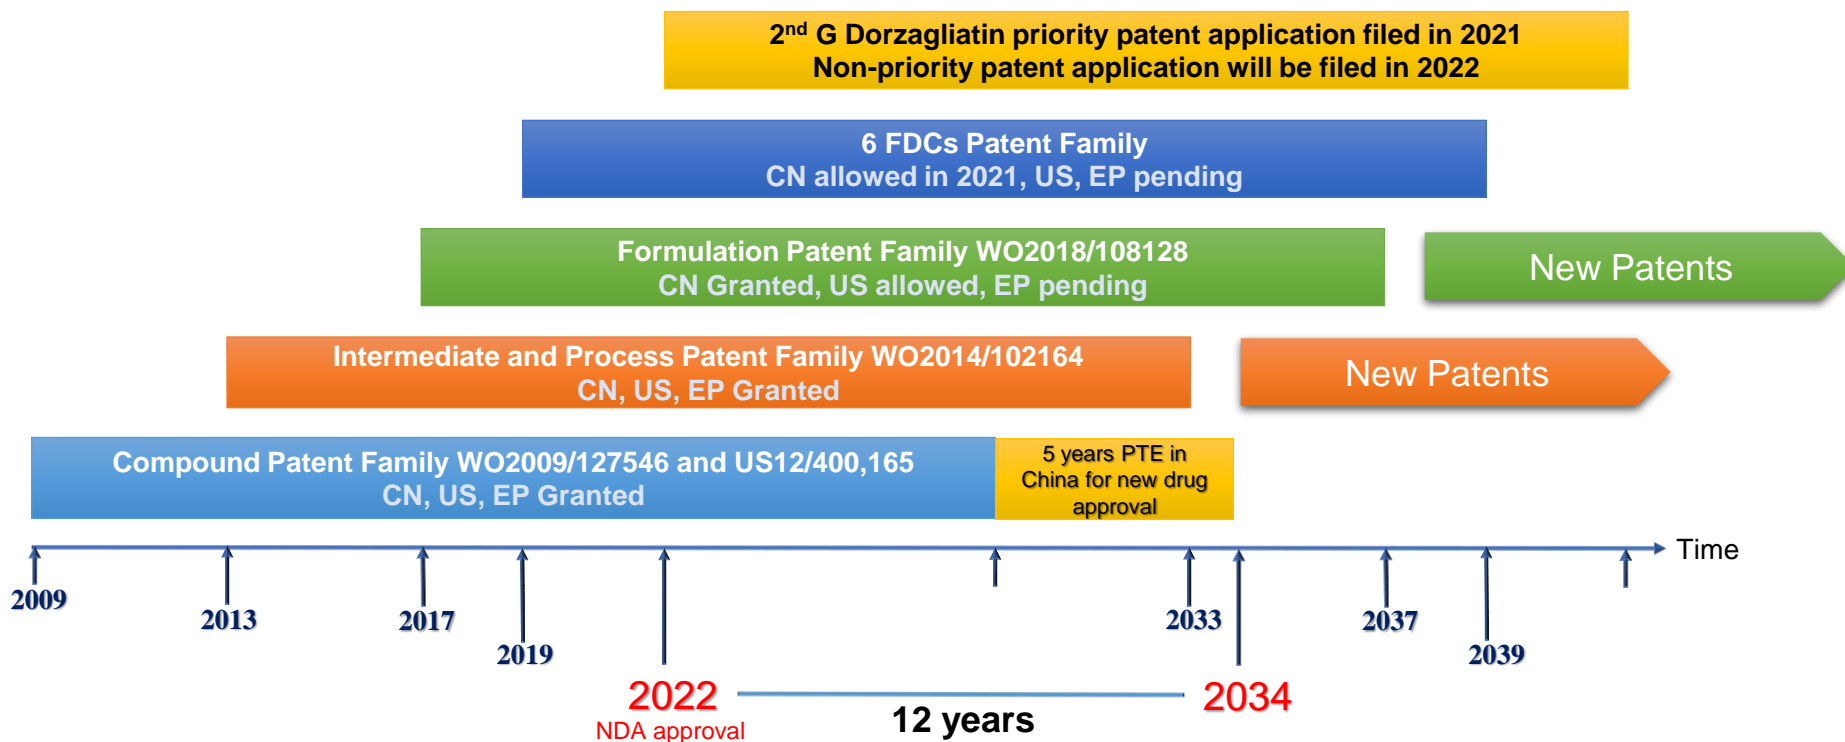 2nd G Dorzagliatin priority patent application filed in 2021
Non-priority patent application will be filed in 2022
6 FDCs Patent Family
CN allowed in 2021, US, EP pending
Formulation Patent Family WO2018/108128
CN Granted, US allowed, EP pending
New Patents
Intermediate and Process Patent Family WO2014/102164
CN, US, EP Granted
New Patents
Compound Patent Family WO2009/127546 and US12/400,165
CN, US, EP Granted
5 years PTE in
China for new drug
approval
Time
2009
2013
2017
2019
2033
2037
2039
2022
NDA approval
12 years
2034